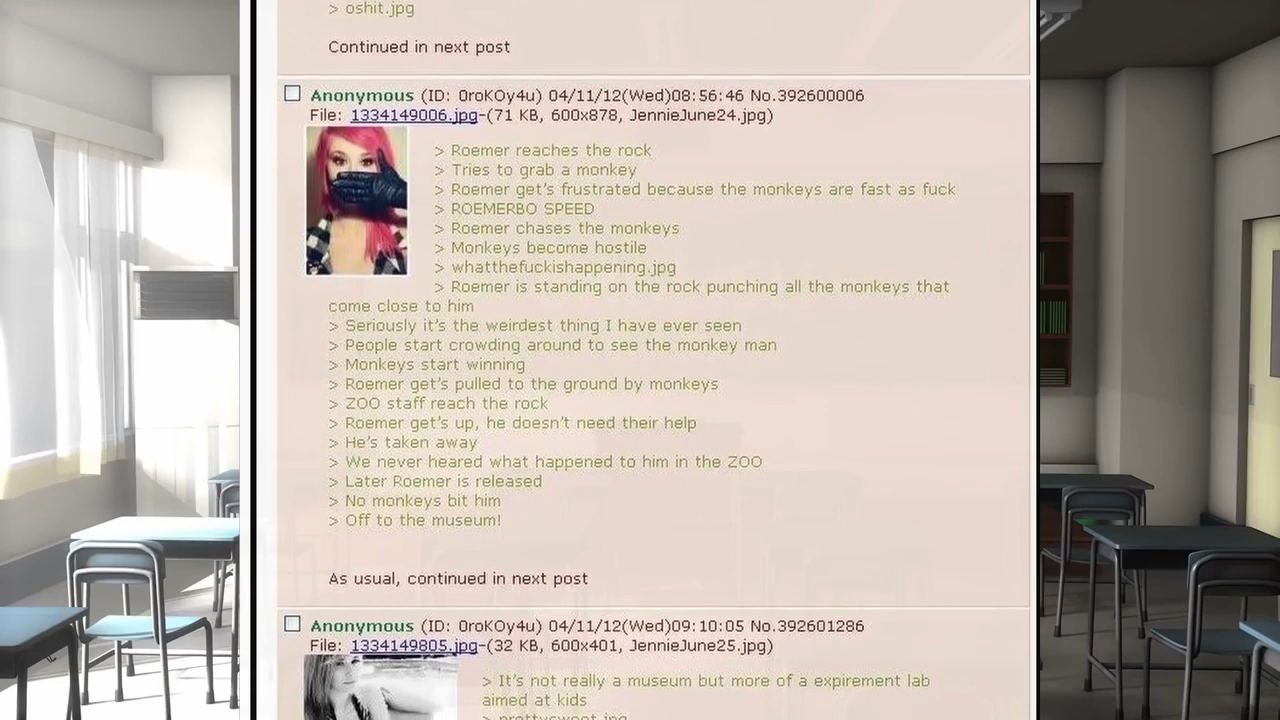 > oshit.jpg
Continued in next post
Anonymous (ID: 0roKOy4u) 04/11/12(Wed)08:56:46 No.392600006
File: 1334149006.jpg-(71 KB, 600x878, JennieJune24.jpg)
> Roemer reaches the rock
> Tries to grab a monkey
> Roemer get's frustrated because the monkeys are fast as fuck
> ROEMERBO SPEED
> Roemer chases the monkeys
> Monkeys become hostile
> whatthefuckishappening.jpg
> Roemer is standing on the rock punching all the monkeys that
come close to him
> Seriously it's the weirdest thing I have ever seen
> People start crowding around to see the monkey man
> Monkeys start winning
> Roemer get's pulled to the ground by monkeys
> ZOO staff reach the rock
> Roemer get's up, he doesn't need their help
> He's taken away
> We never heared what happened to him in the ZOO
> Later Roemer is released
> No monkeys bit him
> Off to the museum!
As usual, continued in next post
Anonymous (ID: 0roKOy4u) 04/11/12(Wed)09:10:05 No.392601286
File: 1334149805.jpg-(32 KB, 600x401, JennieJune25.jpg)
> It's not really a museum but more of a expirement lab
aimed at kids
> prettysweet.jpg